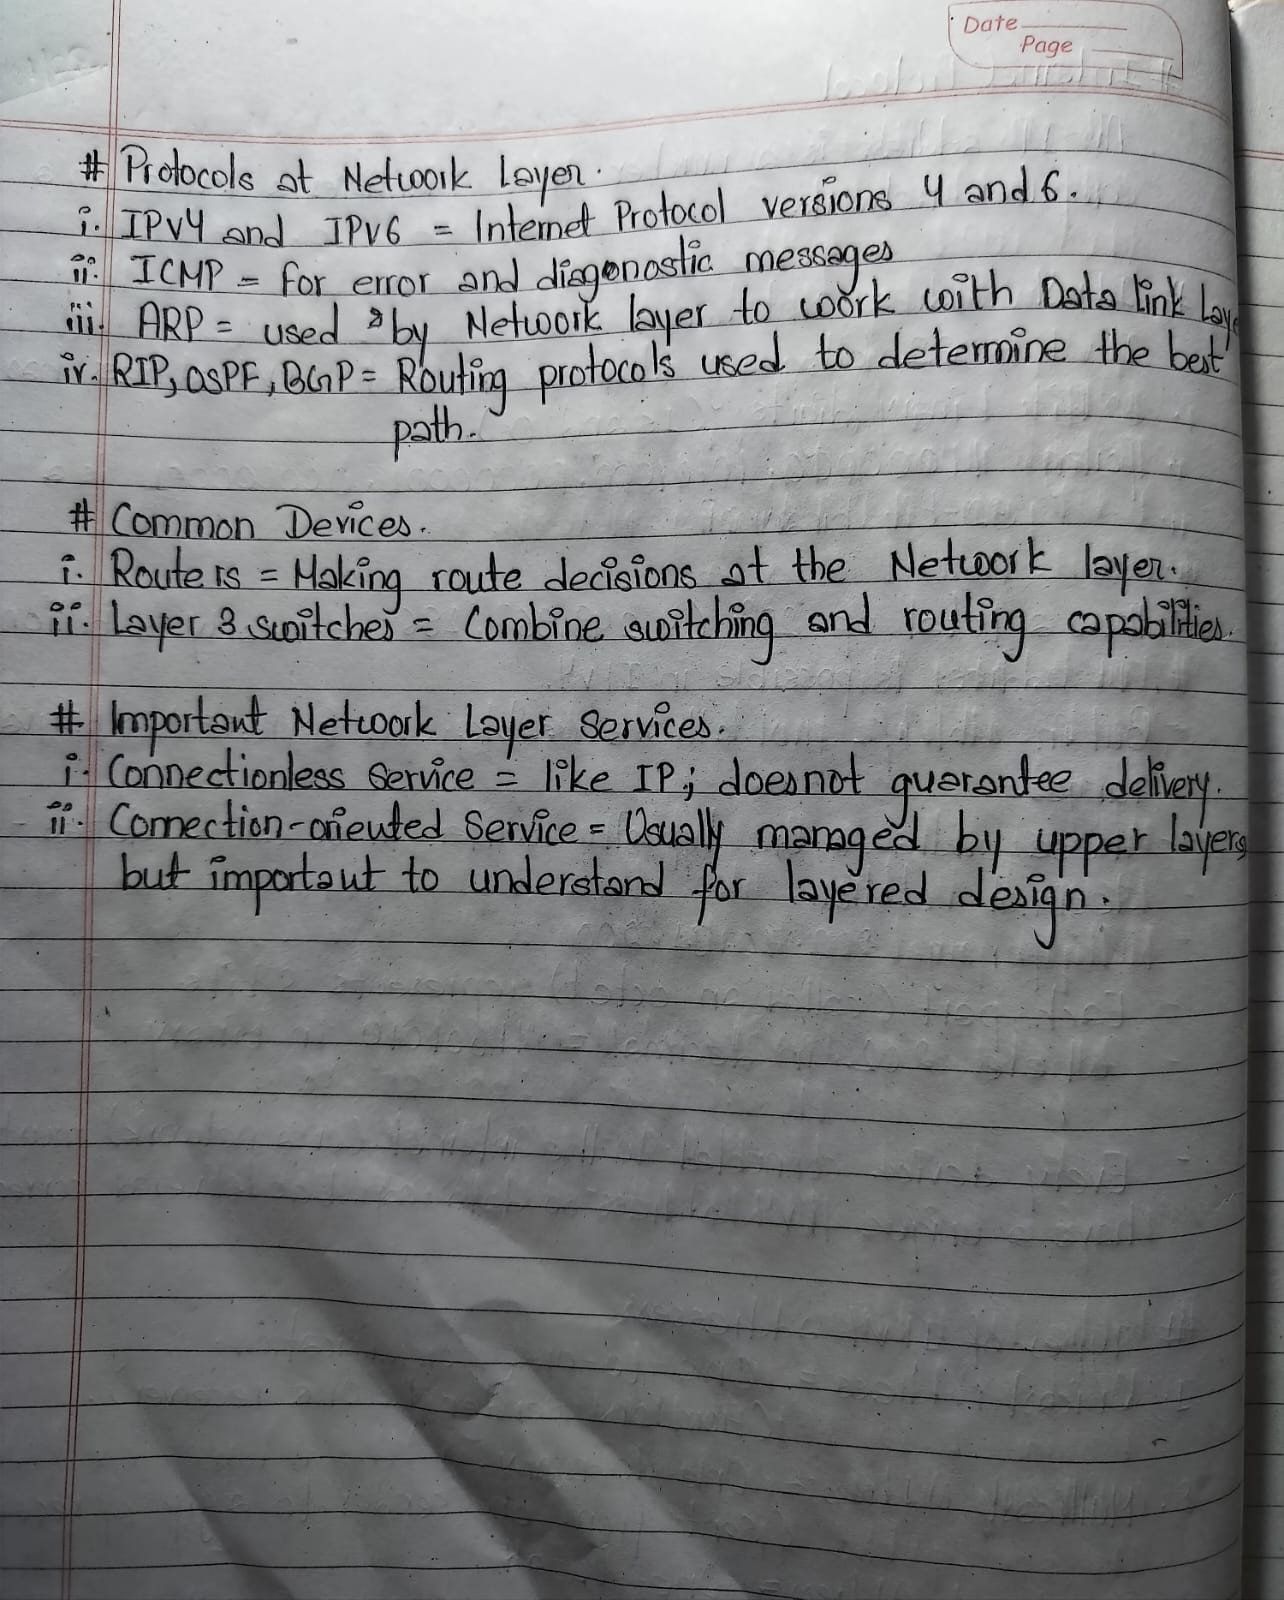 Date
Page
# Protocols at Network Layer.
i. IPv4 and IPV6 = Internet Protocol versions 4 and 6.
ii. ICMP = for error and diagonostic messages
iii. ARP = used by Network layer to work with Data link Laye
iv. RIP, OSPF, BGP = Routing protocols used to determine the best
path.
# Common Devices.
i. Routers = Making route decisions at the Network layer.
ii. Layer 3 switches = Combine switching and routing capabilities.
# Important Network Layer Services.
i. Connectionless Service = like IP; doesnot guarantee delivery.
ii. Connection-oriented Service = Usually managed by upper layers
but important to understand for layered design.